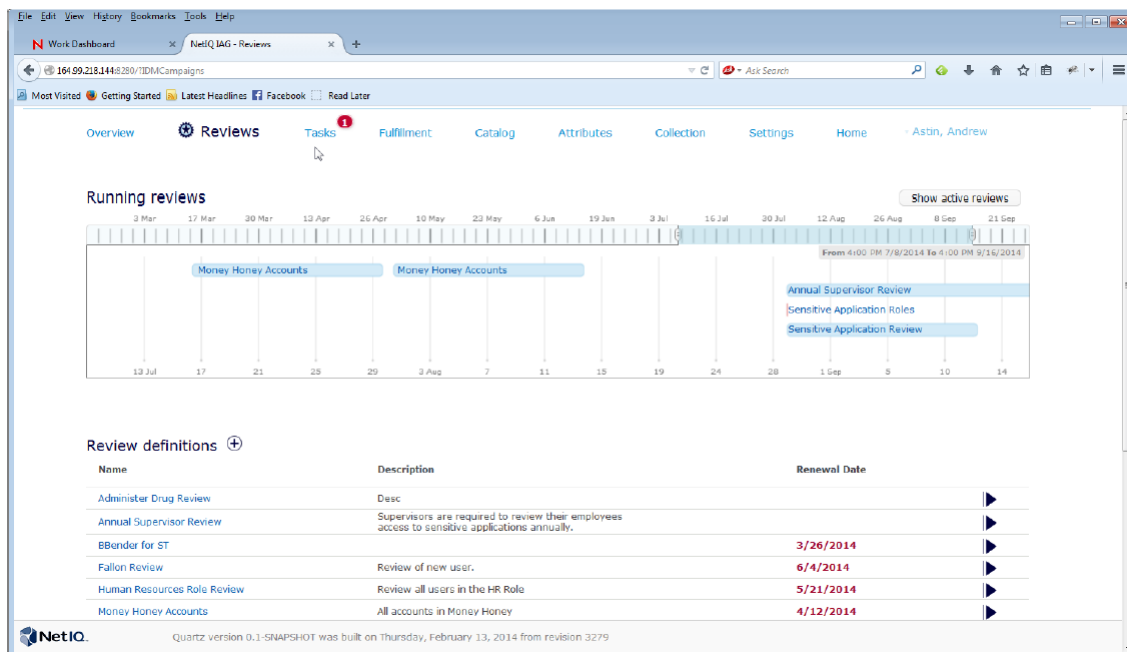 File Edit View History Bookmarks Tools Help
Work Dashboard × NetIQ IAG - Reviews × +
164.99.218.144:8280/?IDMCampaigns Ask Search
Most Visited Getting Started Latest Headlines Facebook Read Later
Overview Reviews Tasks 1 Fulfillment Catalog Attributes Collection Settings Home Astin, Andrew
Running reviews Show active reviews
3 Mar 17 Mar 30 Mar 13 Apr 26 Apr 10 May 23 May 6 Jun 19 Jun 3 Jul 16 Jul 30 Jul 12 Aug 26 Aug 8 Sep 21 Sep
From 4:00 PM 7/8/2014 To 4:00 PM 9/16/2014
Money Honey Accounts Money Honey Accounts
Annual Supervisor Review
Sensitive Application Roles
Sensitive Application Review
13 Jul 17 21 25 29 3 Aug 7 11 15 19 24 28 1 Sep 5 10 14
Review definitions
Name Description Renewal Date
Administer Drug Review Desc
Annual Supervisor Review Supervisors are required to review their employees
access to sensitive applications annually.
BBender for ST 3/26/2014
Fallon Review Review of new user. 6/4/2014
Human Resources Role Review Review all users in the HR Role 5/21/2014
Money Honey Accounts All accounts in Money Honey 4/12/2014
NetIQ. Quartz version 0.1-SNAPSHOT was built on Thursday, February 13, 2014 from revision 3279